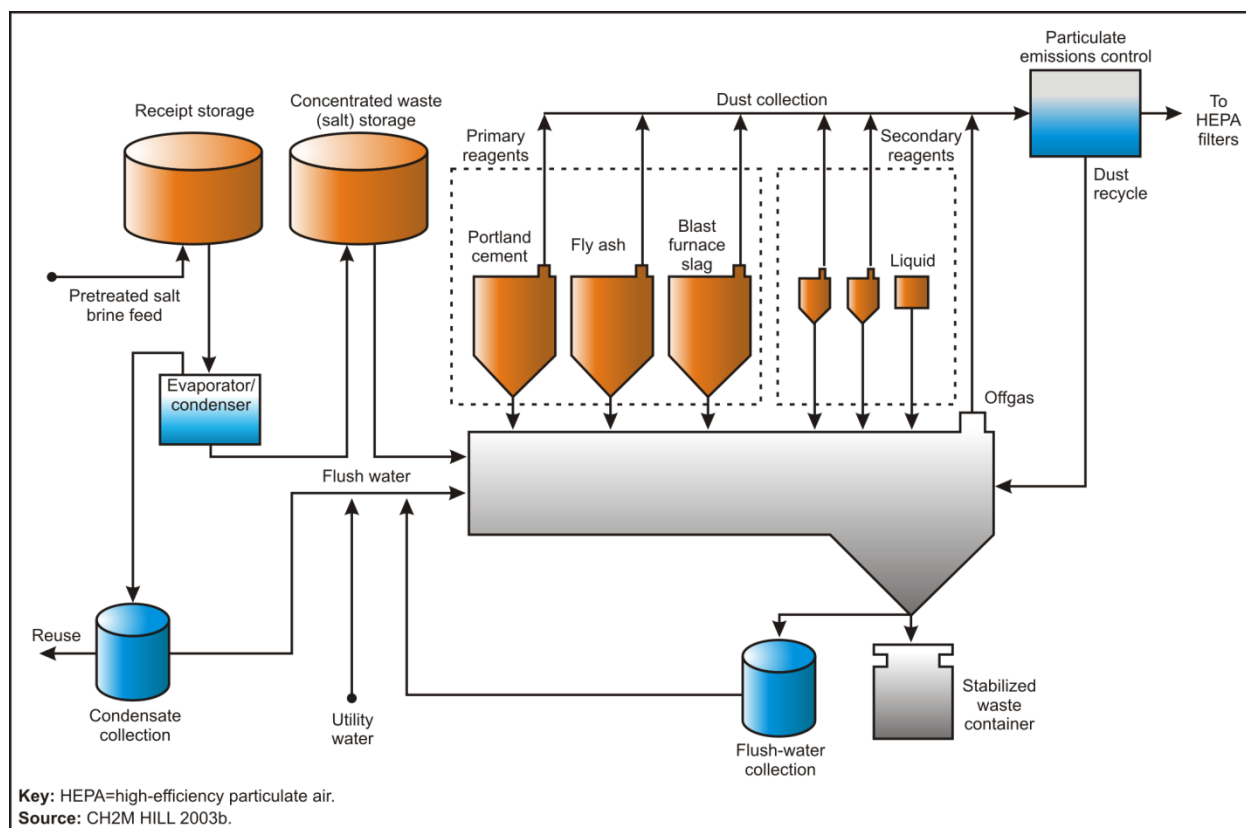 Particulate
emissions control
Receipt storage
Concentrated waste
(salt) storage
Dust collection
To
HEPA
filters
Primary
reagents
Secondary
reagents
Dust
recycle
Portland
cement
Fly ash
Blast
furnace
slag
Liquid
Pretreated salt
brine feed
Evaporator/
condenser
Offgas
Flush water
Reuse
Condensate
collection
Utility
water
Flush-water
collection
Stabilized
waste
container
Key: HEPA=high-efficiency particulate air.
Source: CH2M HILL 2003b.